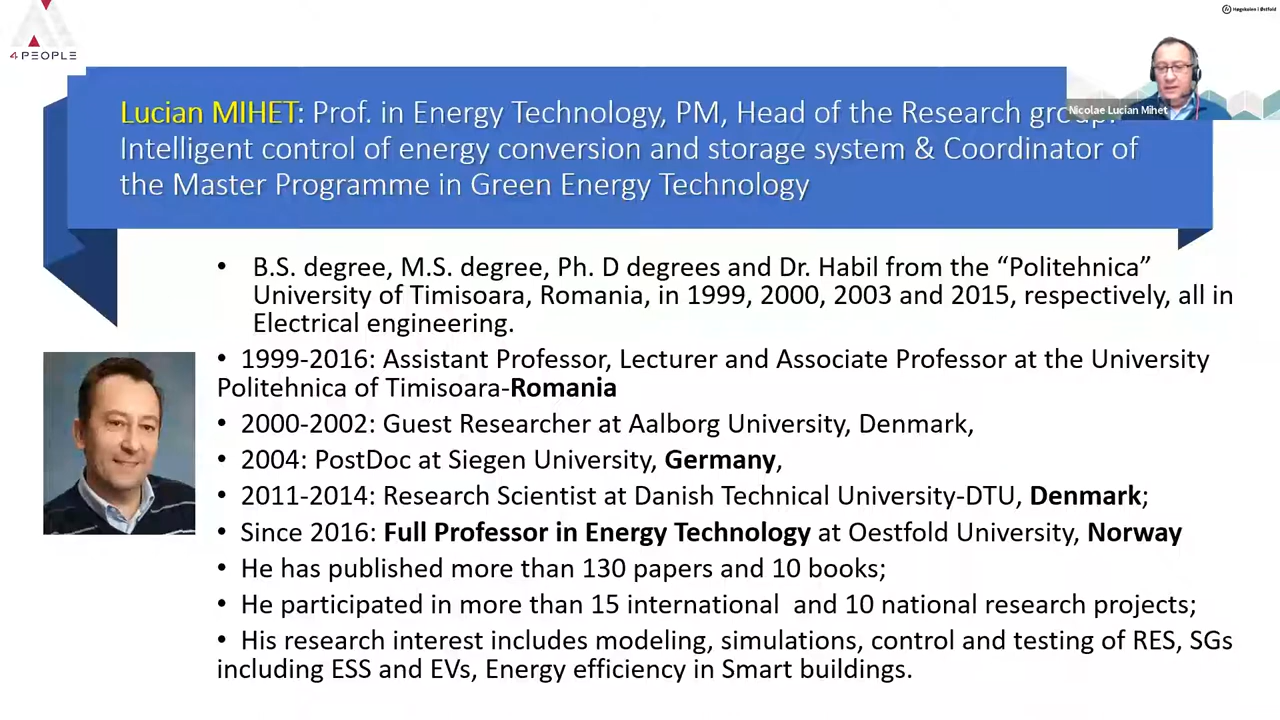 4PEOPLE
Høgskolen i Østfold
Lucian MIHET: Prof. in Energy Technology, PM, Head of the Research group:
Nicolae Lucian Mihet
Intelligent control of energy conversion and storage system & Coordinator of
the Master Programme in Green Energy Technology
• B.S. degree, M.S. degree, Ph. D degrees and Dr. Habil from the “Politehnica”
University of Timisoara, Romania, in 1999, 2000, 2003 and 2015, respectively, all in
Electrical engineering.
• 1999-2016: Assistant Professor, Lecturer and Associate Professor at the University
Politehnica of Timisoara-Romania
• 2000-2002: Guest Researcher at Aalborg University, Denmark,
• 2004: PostDoc at Siegen University, Germany,
• 2011-2014: Research Scientist at Danish Technical University-DTU, Denmark;
• Since 2016: Full Professor in Energy Technology at Oestfold University, Norway
• He has published more than 130 papers and 10 books;
• He participated in more than 15 international  and 10 national research projects;
• His research interest includes modeling, simulations, control and testing of RES, SGs
including ESS and EVs, Energy efficiency in Smart buildings.